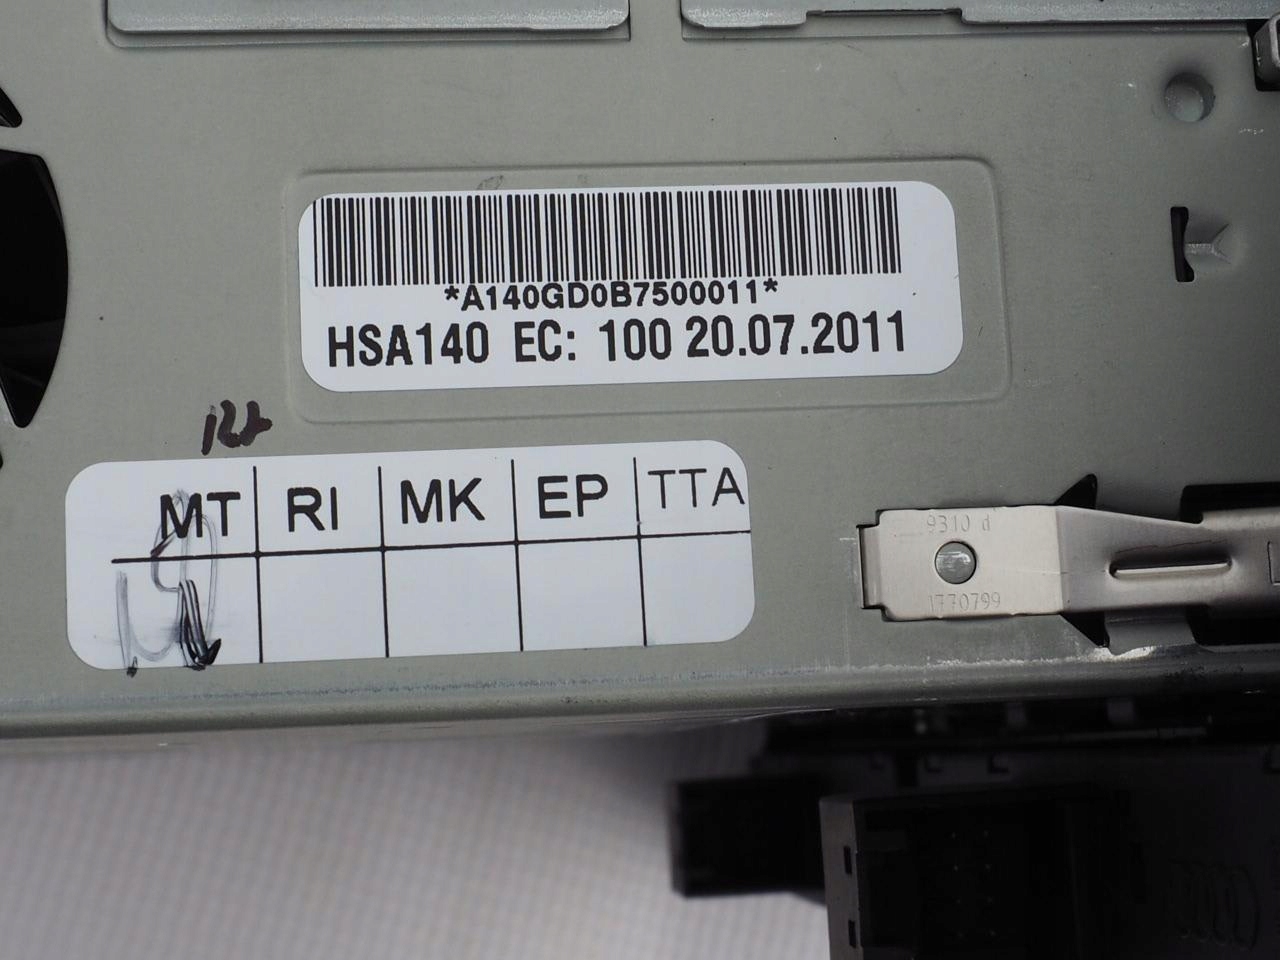 *A140GD0B7500011*
HSA140 EC: 100 20.07.2011
MT RI MK EP TTA
9310 d
1770799